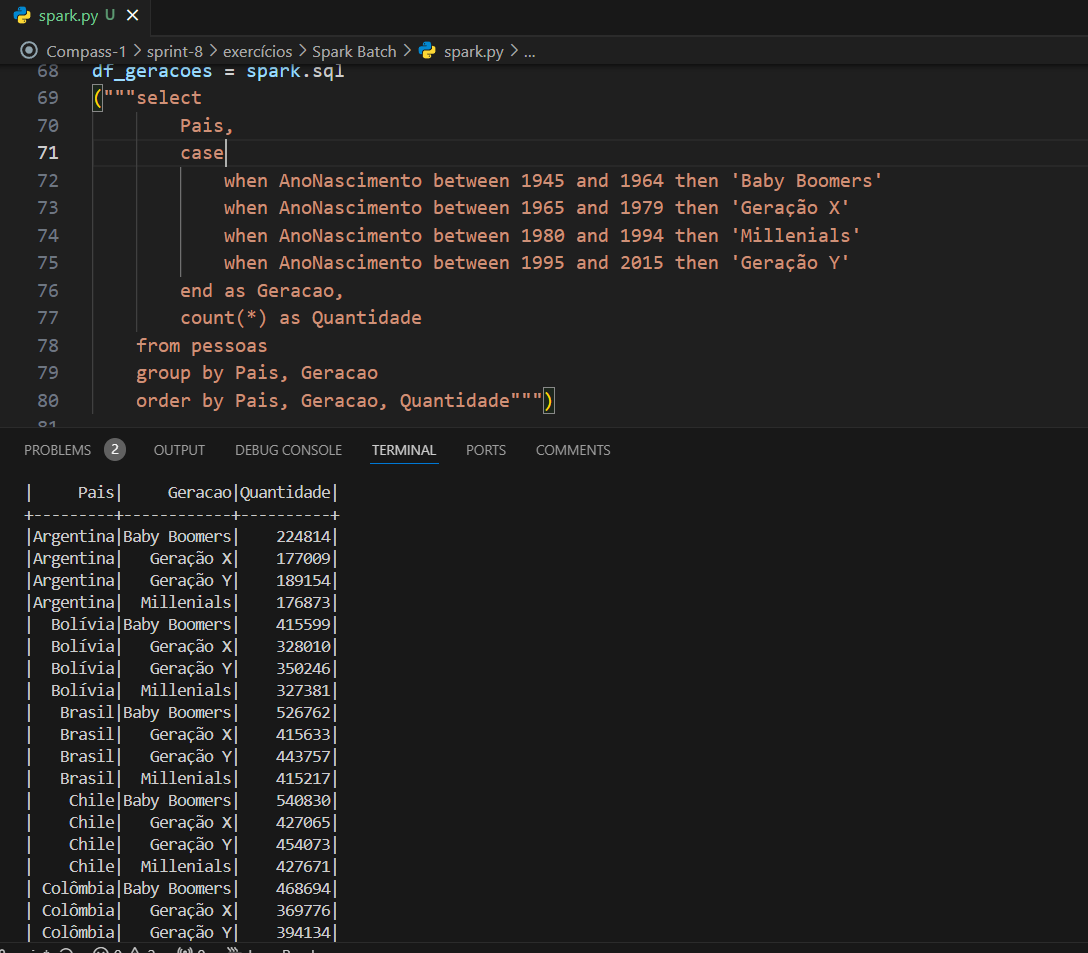 spark.py U
Compass-1 > sprint-8 > exercícios > Spark Batch > spark.py > ...
68 df_geracoes = spark.sql
69 ("""select
70 Pais,
71 case
72 when AnoNascimento between 1945 and 1964 then 'Baby Boomers'
73 when AnoNascimento between 1965 and 1979 then 'Geração X'
74 when AnoNascimento between 1980 and 1994 then 'Millenials'
75 when AnoNascimento between 1995 and 2015 then 'Geração Y'
76 end as Geracao,
77 count(*) as Quantidade
78 from pessoas
79 group by Pais, Geracao
80 order by Pais, Geracao, Quantidade""")
81
PROBLEMS 2 OUTPUT DEBUG CONSOLE TERMINAL PORTS COMMENTS
| Pais| Geracao|Quantidade|
+---------+------------+----------+
|Argentina|Baby Boomers| 224814|
|Argentina| Geração X| 177009|
|Argentina| Geração Y| 189154|
|Argentina| Millenials| 176873|
| Bolívia|Baby Boomers| 415599|
| Bolívia| Geração X| 328010|
| Bolívia| Geração Y| 350246|
| Bolívia| Millenials| 327381|
| Brasil|Baby Boomers| 526762|
| Brasil| Geração X| 415633|
| Brasil| Geração Y| 443757|
| Brasil| Millenials| 415217|
| Chile|Baby Boomers| 540830|
| Chile| Geração X| 427065|
| Chile| Geração Y| 454073|
| Chile| Millenials| 427671|
| Colômbia|Baby Boomers| 468694|
| Colômbia| Geração X| 369776|
| Colômbia| Geração Y| 394134|